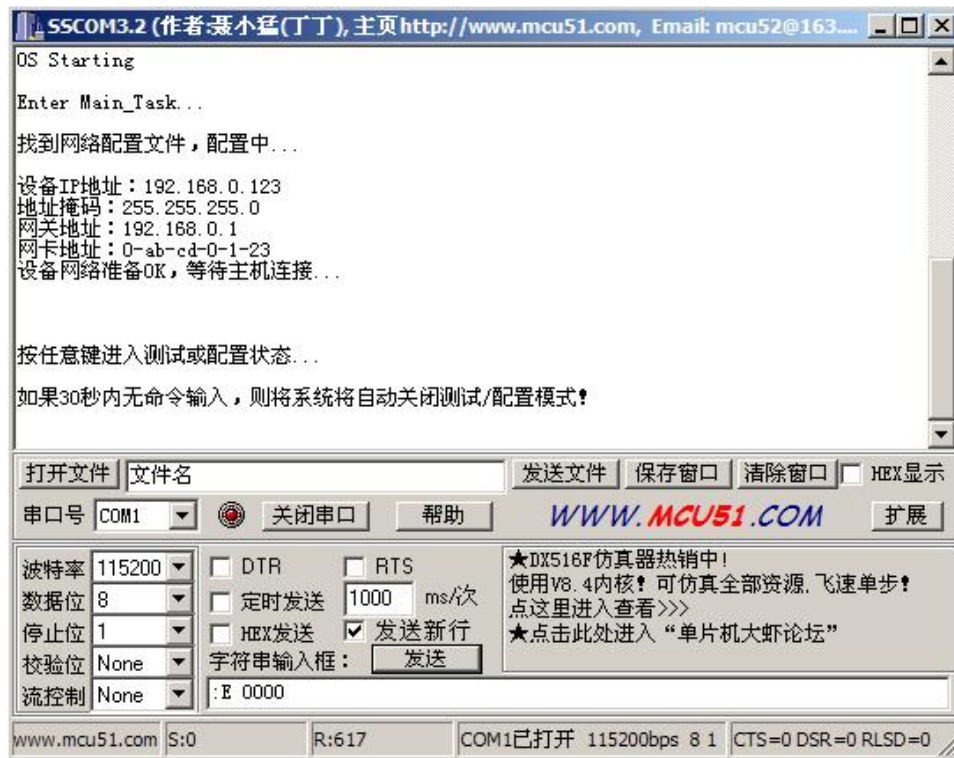 SSCOM3.2 (作者:聂小猛(丁丁), 主页http://www.mcu51.com,  Email: mcu52@163....
OS Starting
Enter Main_Task...
找到网络配置文件，配置中...
设备IP地址：192.168.0.123
地址掩码：255.255.255.0
网关地址：192.168.0.1
网卡地址：0-ab-cd-0-1-23
设备网络准备OK，等待主机连接...
按任意键进入测试或配置状态...
如果30秒内无命令输入，则将系统将自动关闭测试/配置模式！
打开文件 文件名 发送文件 保存窗口 清除窗口 HEX显示
串口号 COM1 关闭串口 帮助 WWW.MCU51.COM 扩展
波特率 115200 DTR RTS ★DX516F仿真器热销中！
数据位 8 定时发送 1000 ms/次 使用V8.4内核！可仿真全部资源,飞速单步！
停止位 1 HEX发送 发送新行 点这里进入查看>>>
校验位 None 字符串输入框： 发送 ★点击此处进入“单片机大虾论坛”
流控制 None :E 0000
www.mcu51.com S:0 R:617 COM1已打开 115200bps 8 1 CTS=0 DSR=0 RLSD=0